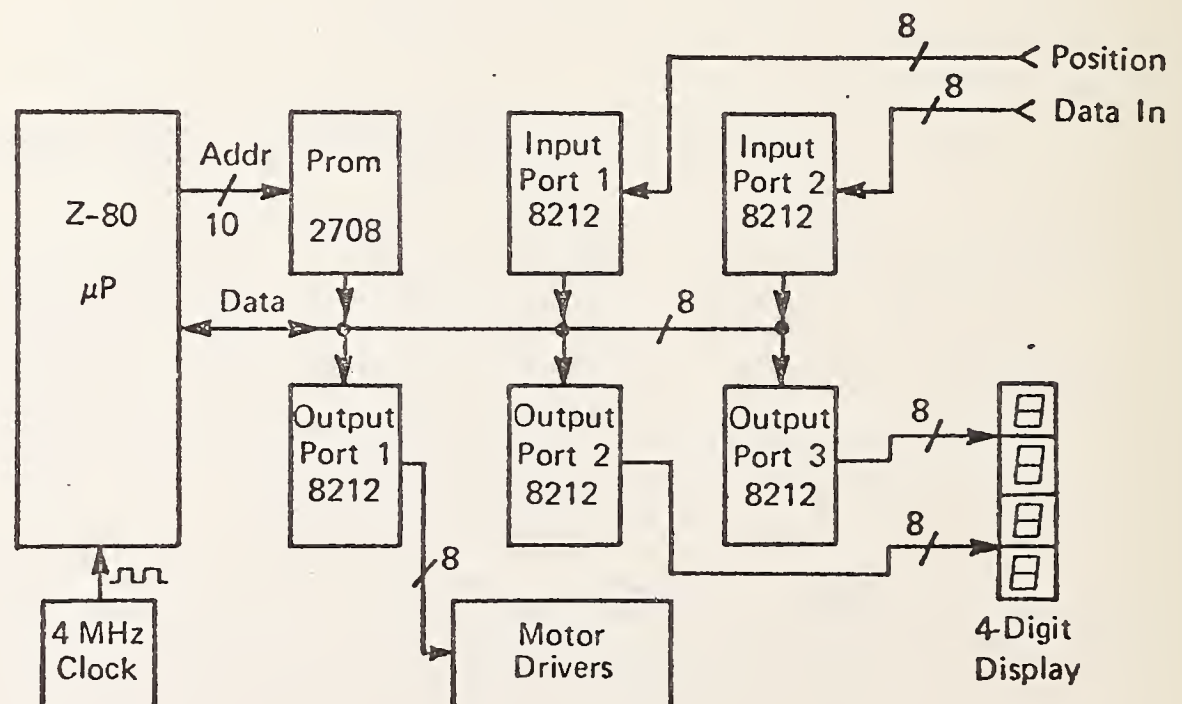 8
Position
8
Data In
Z-80
μP
Addr
10
Prom
2708
Input
Port 1
8212
Input
Port 2
8212
Data
8
Output
Port 1
8212
Output
Port 2
8212
Output
Port 3
8212
8
8
8
4 MHz
Clock
Motor
Drivers
4-Digit
Display